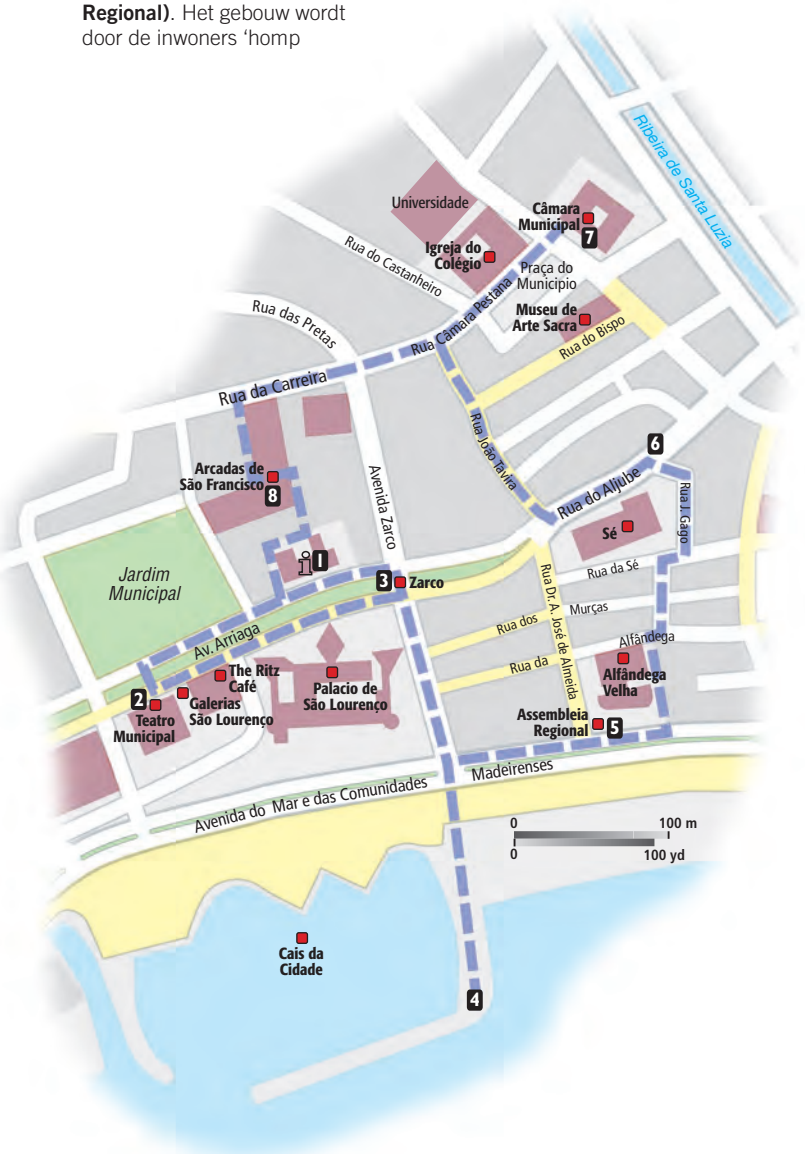 Regional). Het gebouw wordt
door de inwoners ‘homp
Ribeira de Santa Luzia
Universidade
Câmara
Municipal
7
Igreja do
Colégio
Rua do Castanheiro
Praça do
Municipio
Museu de
Arte Sacra
Rua das Pretas
Rua Câmara Pestana
Rua do Bispo
Rua da Carreira
Rua João Tavira
6
Arcadas de
São Francisco
8
Avenida Zarco
Rua do Aljube
Rua J. Gago
Sé
i
1
Jardim
Municipal
3
Zarco
Rua da Sé
Rua Dr. A. José de Almeida
Rua dos
Murças
Av. Arriaga
Alfândega
Rua da
The Ritz
Café
Palacio de
São Lourenço
Alfândega
Velha
2
Galerias
São Lourenço
Teatro
Municipal
Assembleia
Regional
5
Madeirenses
Avenida do Mar e das Comunidades
0
100 m
0
100 yd
Cais da
Cidade
4